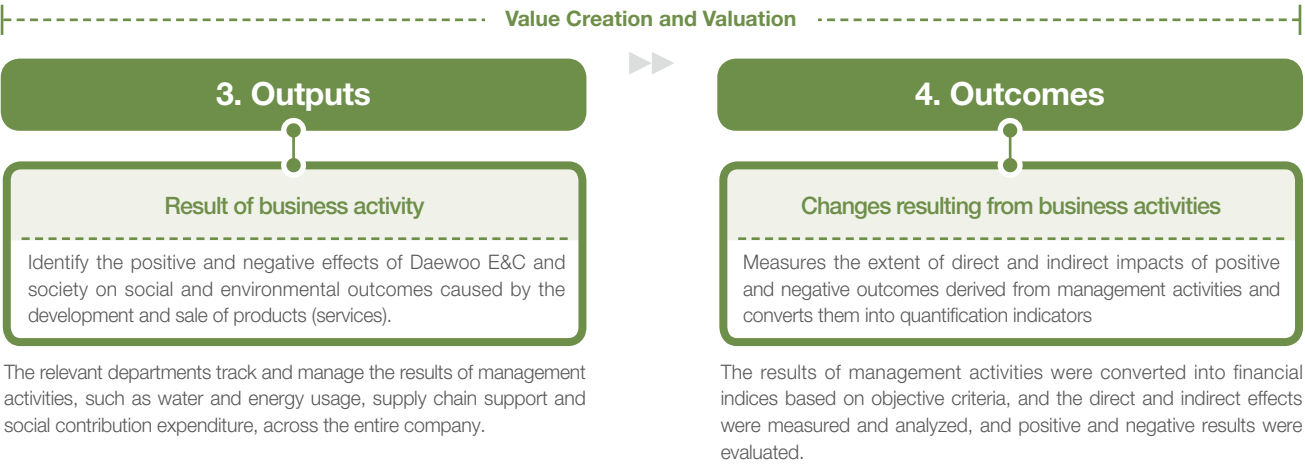 Value Creation and Valuation
3. Outputs
Result of business activity
Identify the positive and negative effects of Daewoo E&C and
society on social and environmental outcomes caused by the
development and sale of products (services).
The relevant departments track and manage the results of management
activities, such as water and energy usage, supply chain support and
social contribution expenditure, across the entire company.
4. Outcomes
Changes resulting from business activities
Measures the extent of direct and indirect impacts of positive
and negative outcomes derived from management activities and
converts them into quantification indicators
The results of management activities were converted into financial
indices based on objective criteria, and the direct and indirect effects
were measured and analyzed, and positive and negative results were
evaluated.